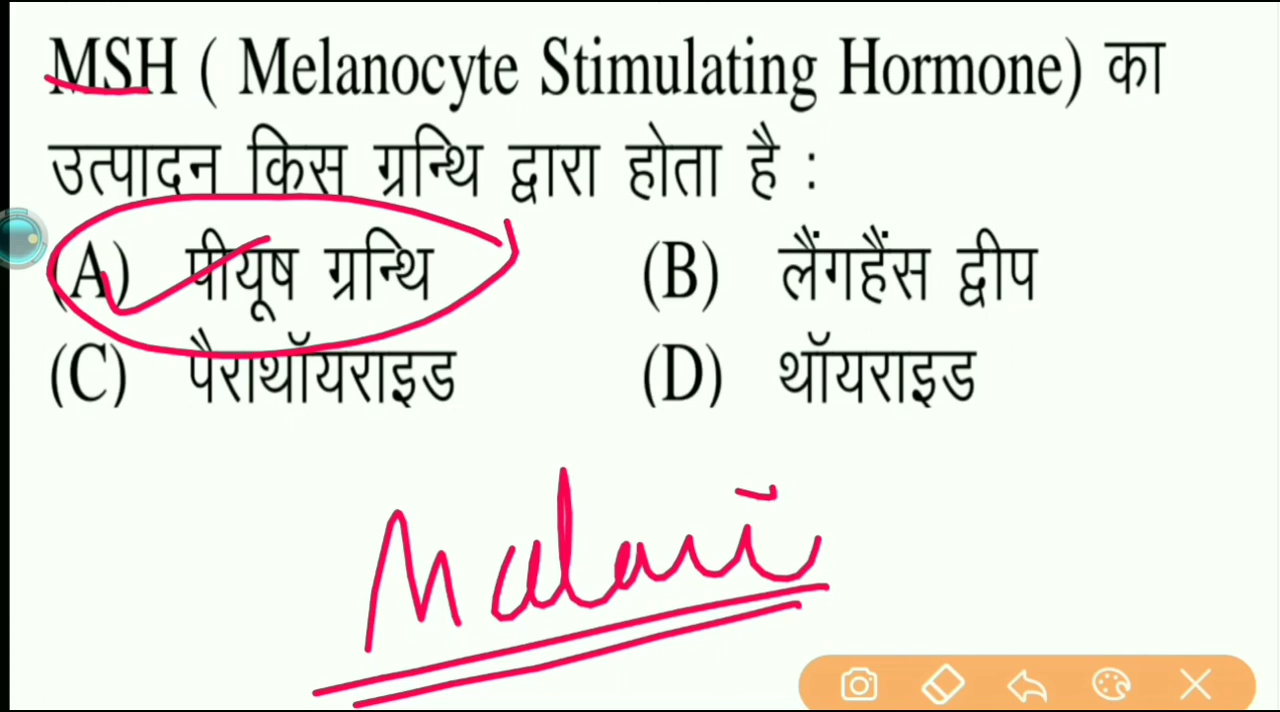 MSH ( Melanocyte Stimulating Hormone) का
उत्पादन किस ग्रन्थि द्वारा होता है :
(A) पीयूष ग्रन्थि (B) लैंगहैंस द्वीप
(C) पैराथॉयराइड (D) थॉयराइड